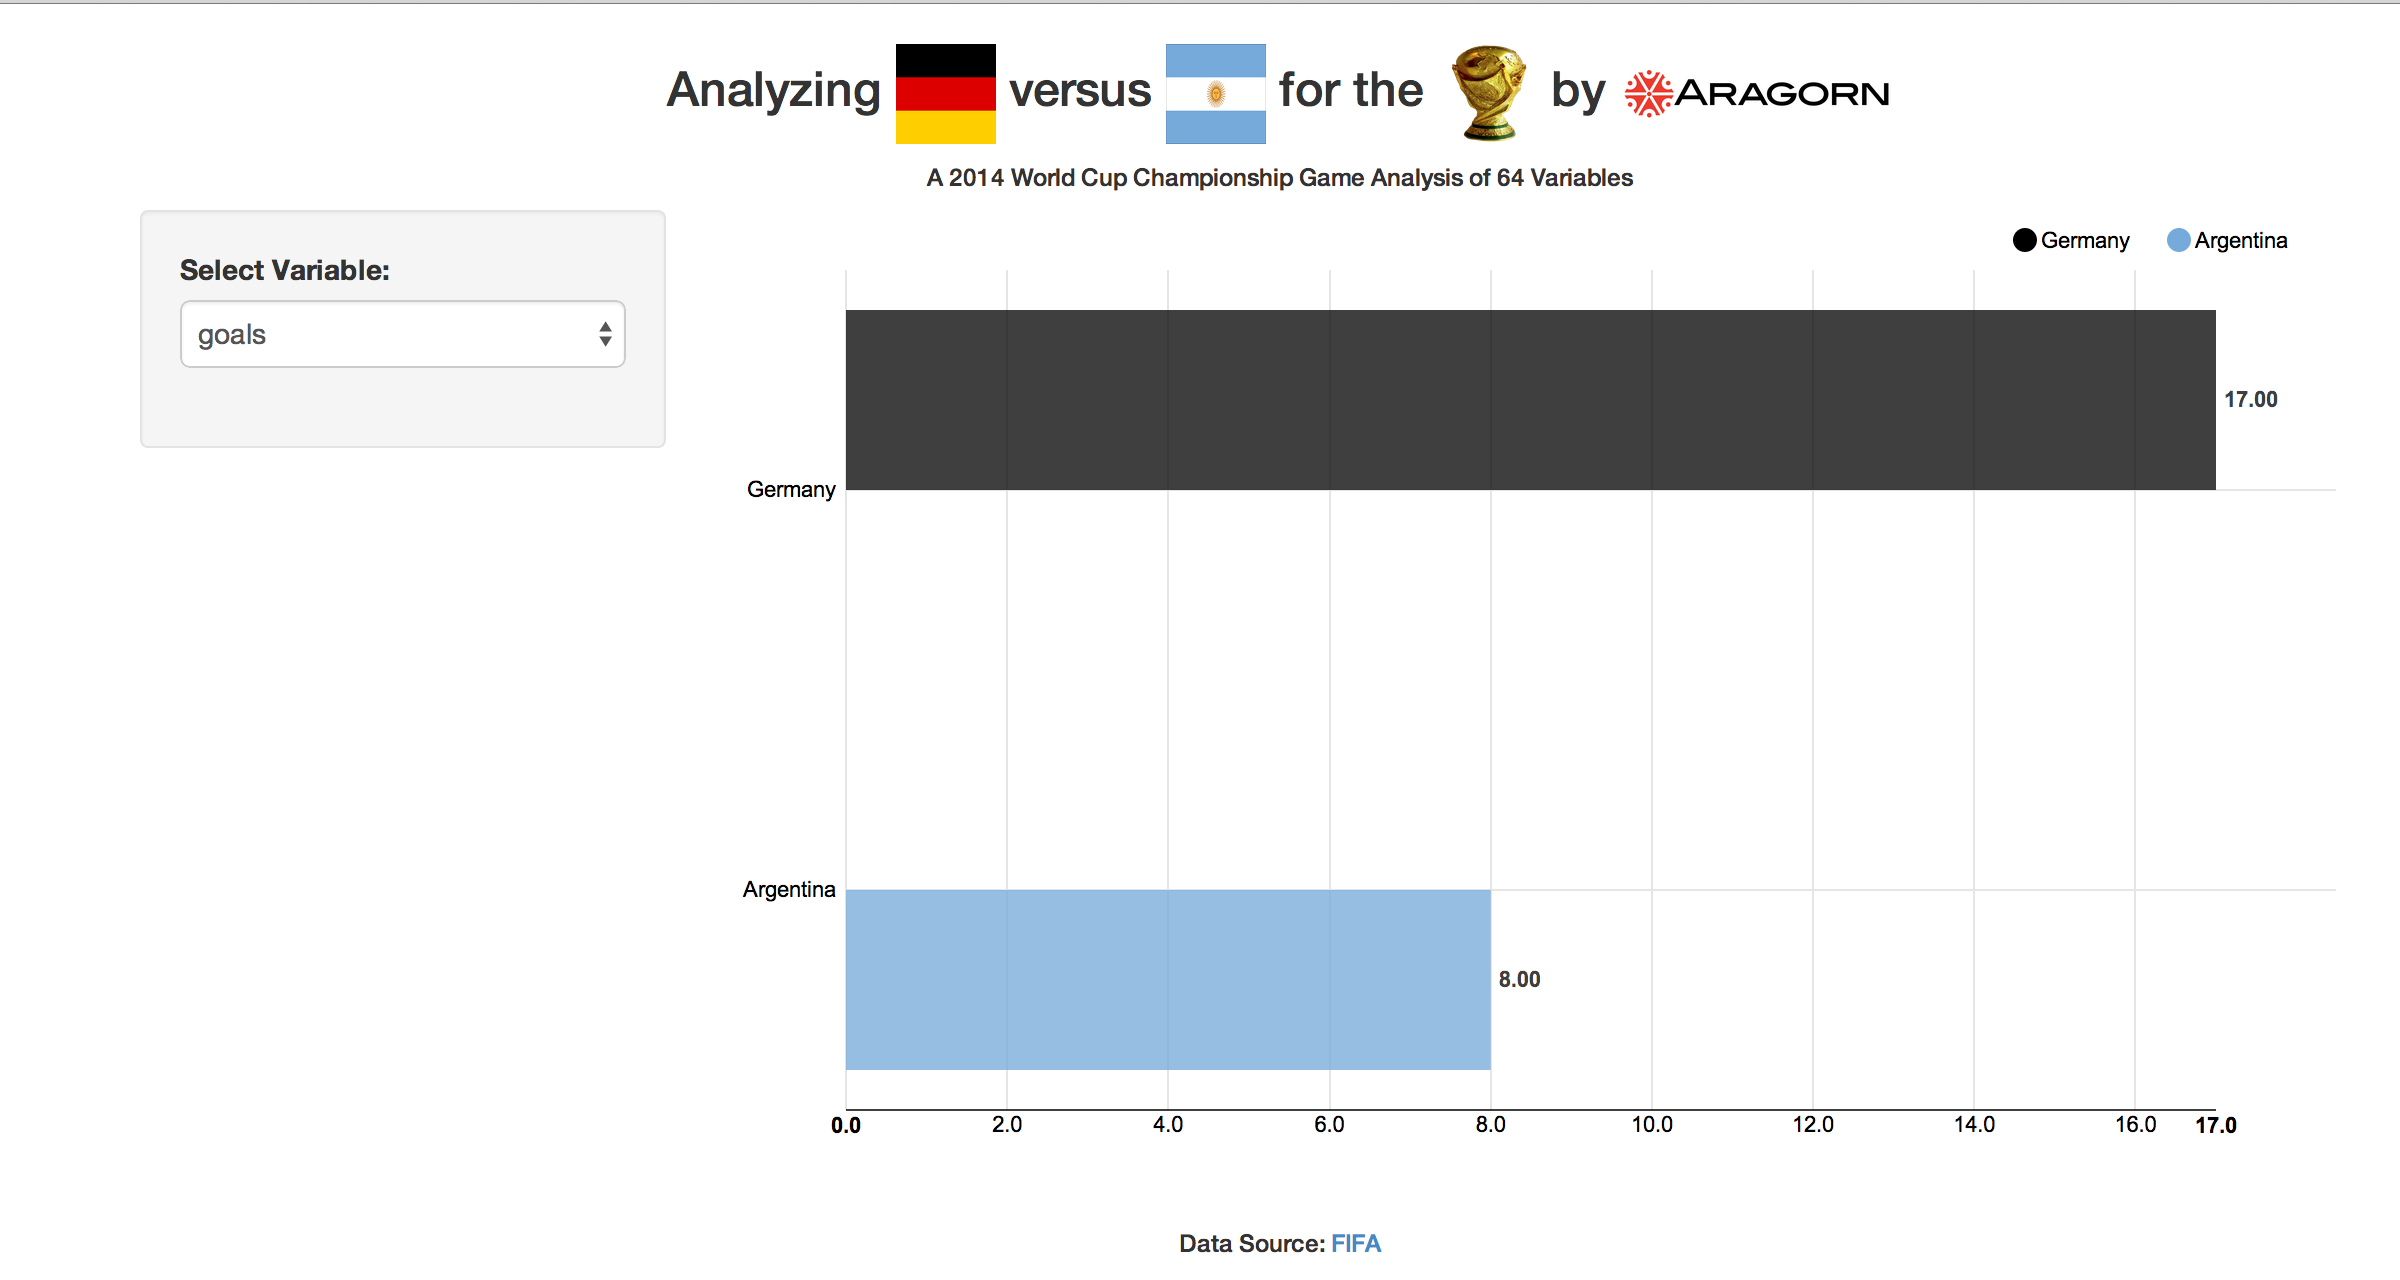 Analyzing versus for the by ARAGORN
A 2014 World Cup Championship Game Analysis of 64 Variables
Select Variable:
goals
Germany Argentina
17.00
Germany
Argentina
8.00
0.0 2.0 4.0 6.0 8.0 10.0 12.0 14.0 16.0 17.0
Data Source: FIFA